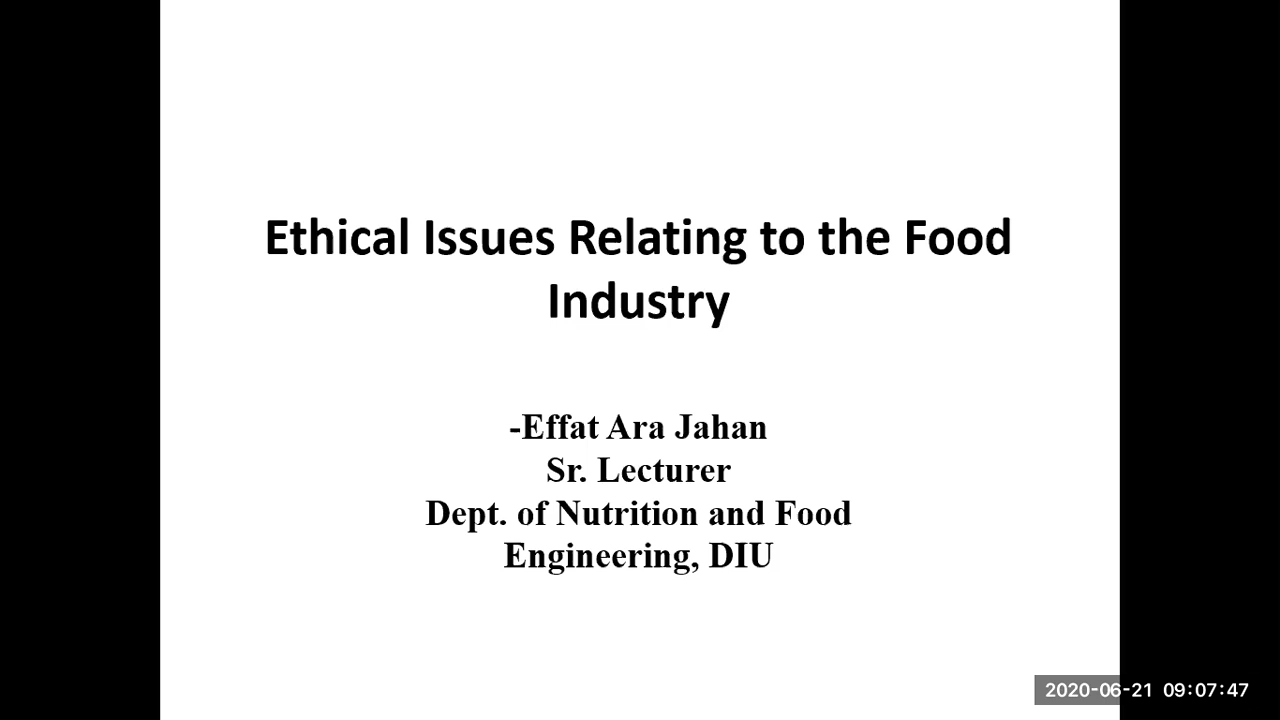 Ethical Issues Relating to the Food
Industry
-Effat Ara Jahan
Sr. Lecturer
Dept. of Nutrition and Food
Engineering, DIU
2020-06-21 09:07:47